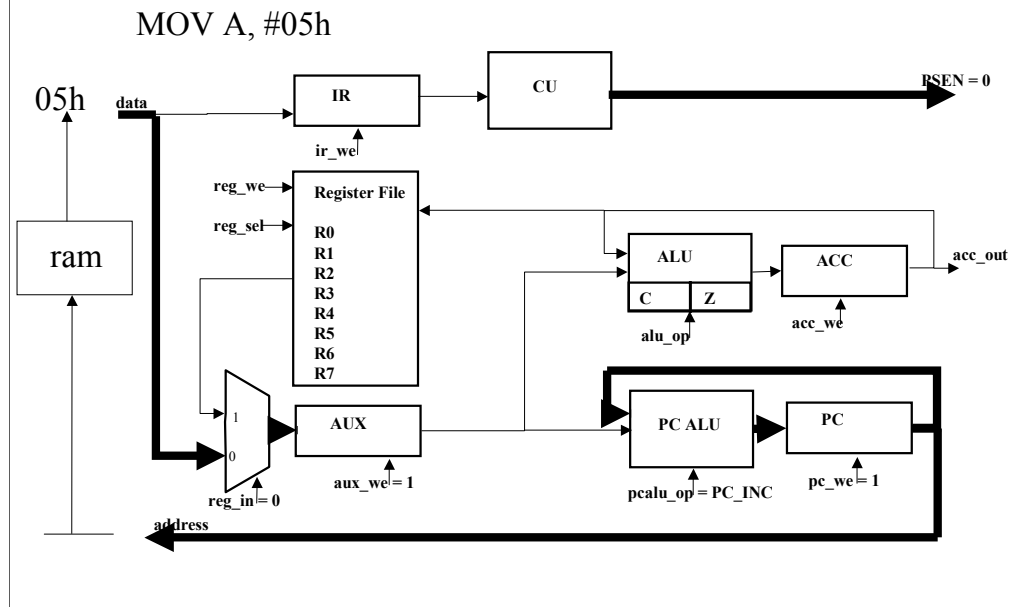 MOV A, #05h
05h
data
IR
CU
PSEN = 0
ir_we
reg_we
Register File
reg_sel
R0
R1
R2
R3
R4
R5
R6
R7
ram
ALU
ACC
acc_out
C
Z
alu_op
acc_we
1
0
AUX
PC ALU
PC
reg_in = 0
aux_we = 1
pcalu_op = PC_INC
pc_we = 1
address